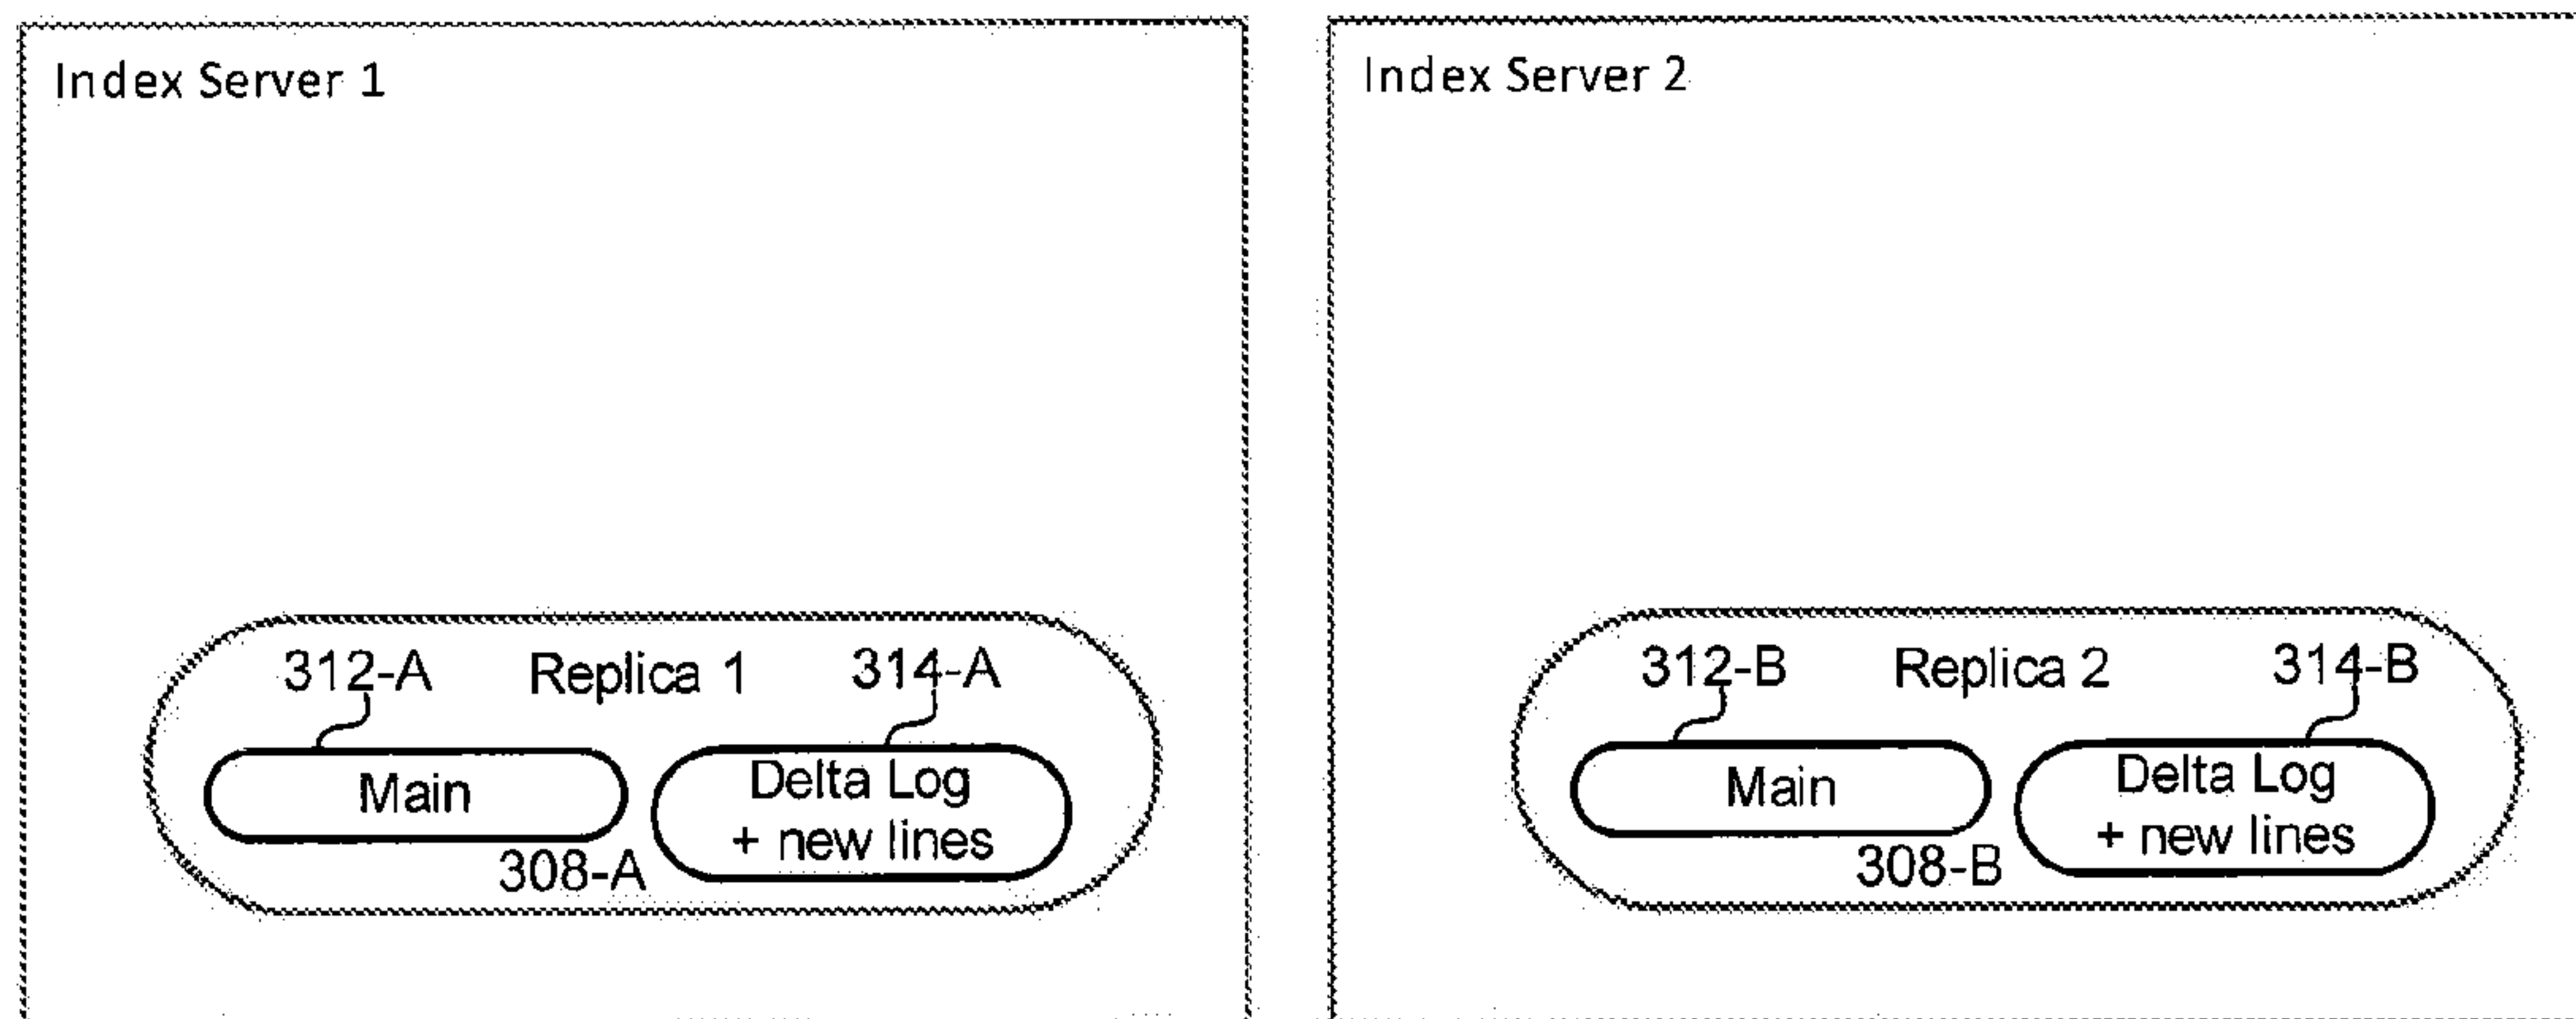 Index Server 1
312-A Replica 1 314-A
Main
Delta Log
+ new lines
308-A
Index Server 2
312-B Replica 2 314-B
Main
Delta Log
+ new lines
308-B